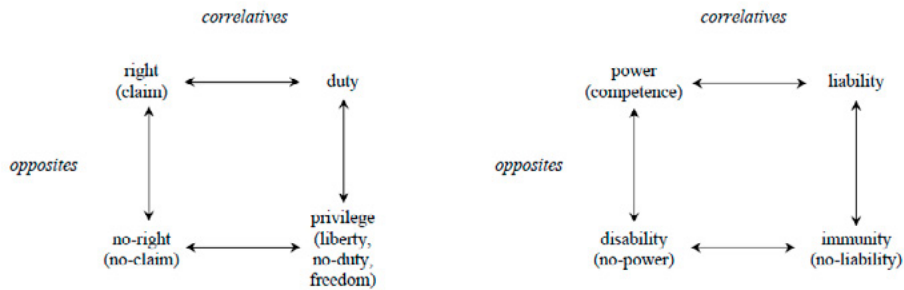 correlatives
right
(claim)
duty
opposites
no-right
(no-claim)
privilege
(liberty,
no-duty,
freedom)
correlatives
power
(competence)
liability
opposites
disability
(no-power)
immunity
(no-liability)